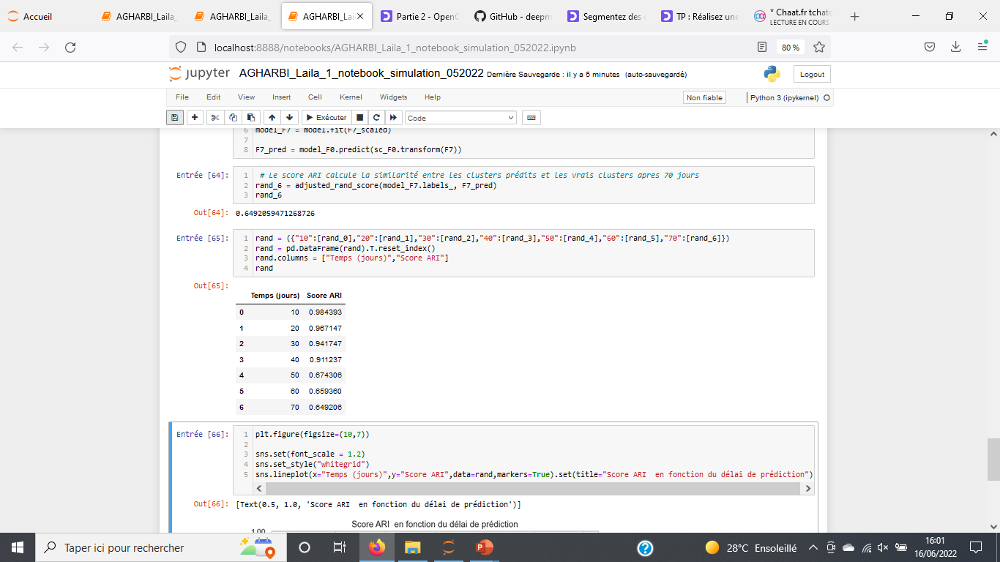 Accueil
AGHARBI_Laila_
AGHARBI_Laila_
AGHARBI_Lai
Partie 2 - OpenC
GitHub - deepm
Segmentez des
TP : Réalisez une
* Chaat.fr tchatc
LECTURE EN COURS
localhost:8888/notebooks/AGHARBI_Laila_1_notebook_simulation_052022.ipynb
80 %
jupyter AGHARBI_Laila_1_notebook_simulation_052022 Dernière Sauvegarde : il y a 5 minutes (auto-sauvegardé)
Logout
File Edit View Insert Cell Kernel Widgets Help
Non fiable
Python 3 (ipykernel)
Exécuter
Code
6 model_F7 = model.fit(F7_scaled)
7
8 F7_pred = model_F0.predict(sc_F0.transform(F7))
Entrée [64]:
1 # Le score ARI calcule la similarité entre les clusters prédits et les vrais clusters apres 70 jours
2 rand_6 = adjusted_rand_score(model_F7.labels_, F7_pred)
3 rand_6
Out[64]: 0.6492059471268726
Entrée [65]:
1 rand = ({"10":[rand_0],"20":[rand_1],"30":[rand_2],"40":[rand_3],"50":[rand_4],"60":[rand_5],"70":[rand_6]})
2 rand = pd.DataFrame(rand).T.reset_index()
3 rand.columns = ["Temps (jours)","Score ARI"]
4 rand
Out[65]:
Temps (jours) Score ARI
0 10 0.984393
1 20 0.967147
2 30 0.941747
3 40 0.911237
4 50 0.674306
5 60 0.659360
6 70 0.649206
Entrée [66]:
1 plt.figure(figsize=(10,7))
2
3 sns.set(font_scale = 1.2)
4 sns.set_style("whitegrid")
5 sns.lineplot(x="Temps (jours)",y="Score ARI",data=rand,markers=True).set(title="Score ARI  en fonction du délai de prédiction")
Out[66]: [Text(0.5, 1.0, 'Score ARI  en fonction du délai de prédiction')]
Score ARI  en fonction du délai de prédiction
1.00
Taper ici pour rechercher
28°C Ensoleillé
16:01
16/06/2022